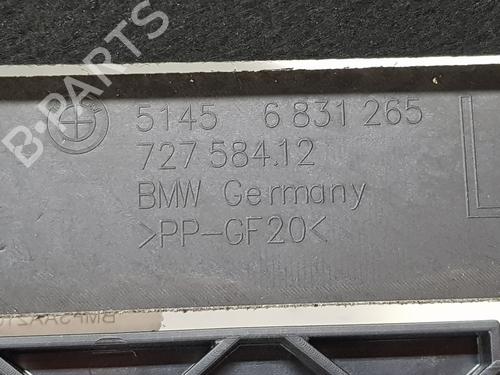 B-PARTS
5145 6 831 265
727 584.12
BMW Germany
>PP-GF20<
L